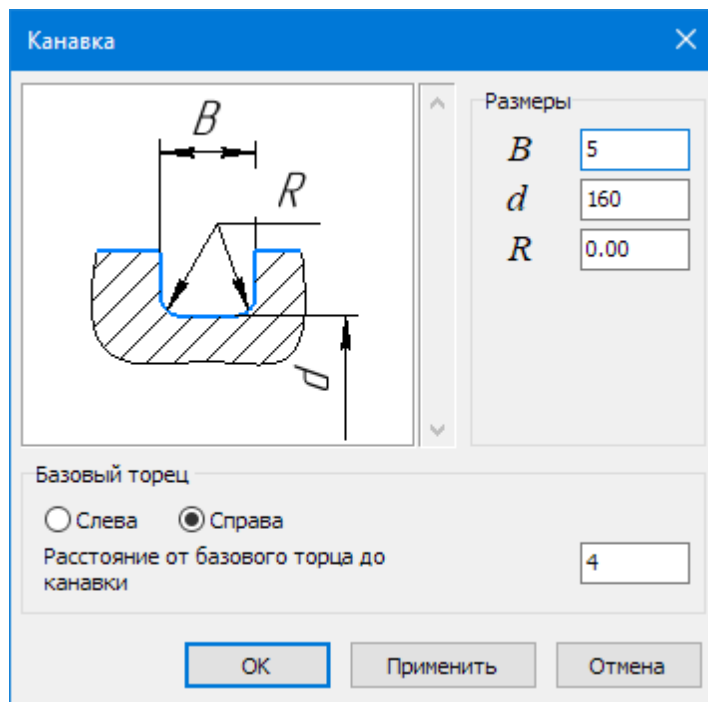 Канавка
B
R
d
Размеры
B 5
d 160
R 0.00
Базовый торец
Слева Справа
Расстояние от базового торца до
канавки
4
ОК Применить Отмена